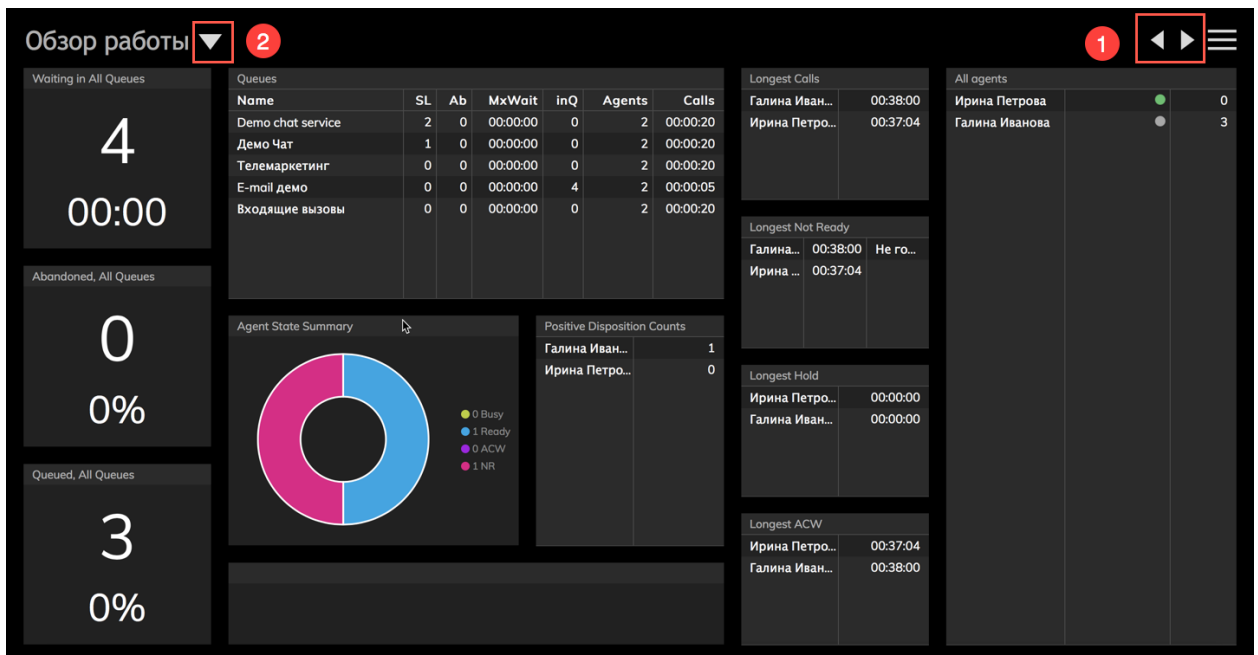 Обзор работы
2
1
Waiting in All Queues
4
00:00
Abandoned, All Queues
0
0%
Queued, All Queues
3
0%
Queues
Name SL Ab MxWait inQ Agents Calls
Demo chat service 2 0 00:00:00 0 2 00:00:20
Демо Чат 1 0 00:00:00 0 2 00:00:20
Телемаркетинг 0 0 00:00:00 0 2 00:00:20
E-mail демо 0 0 00:00:00 4 2 00:00:05
Входящие вызовы 0 0 00:00:00 0 2 00:00:20
Agent State Summary
0 Busy
1 Ready
0 ACW
1 NR
Positive Disposition Counts
Галина Иван... 1
Ирина Петро... 0
Longest Calls
Галина Иван... 00:38:00
Ирина Петро... 00:37:04
Longest Not Ready
Галина... 00:38:00 Не го...
Ирина ... 00:37:04
Longest Hold
Ирина Петро... 00:00:00
Галина Иван... 00:00:00
Longest ACW
Ирина Петро... 00:37:04
Галина Иван... 00:38:00
All agents
Ирина Петрова 0
Галина Иванова 3